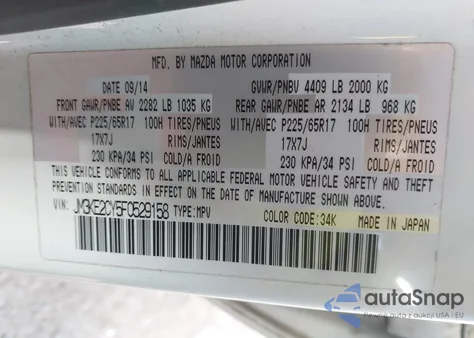 MFD. BY MAZDA MOTOR CORPORATION
DATE 09/14 GVWR/PNBV 4409 LB 2000 KG
FRONT GAWR/PNBE AV 2282 LB 1035 KG REAR GAWR/PNBE AR 2134 LB 968 KG
WITH/AVEC P225/65R17 100H TIRES/PNEUS WITH/AVEC P225/65R17 100H TIRES/PNEUS
17X7J RIMS/JANTES 17X7J RIMS/JANTES
230 KPA/34 PSI COLD/A FROID 230 KPA/34 PSI COLD/A FROID
THIS VEHICLE CONFORMS TO ALL APPLICABLE FEDERAL MOTOR VEHICLE SAFETY AND THEFT
PREVENTION STANDARDS IN EFFECT ON THE DATE OF MANUFACTURE SHOWN ABOVE.
VIN: JM3KE2CY5F0529158 TYPE:MPV COLOR CODE:34K MADE IN JAPAN
autoSnap
Prywóz aut z aukcji USA - EU